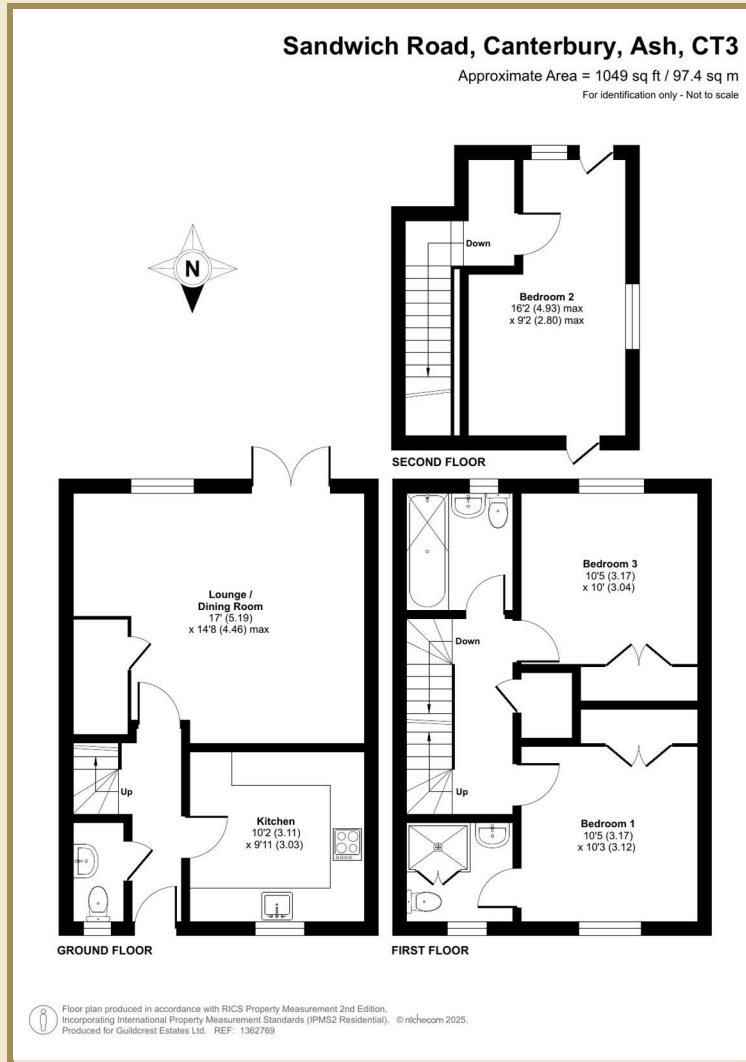 Sandwich Road, Canterbury, Ash, CT3
Approximate Area = 1049 sq ft / 97.4 sq m
For identification only - Not to scale
N
Down
Bedroom 2
16'2 (4.93) max
x 9'2 (2.80) max
SECOND FLOOR
Lounge /
Dining Room
17' (5.19)
x 14'8 (4.46) max
Up
Kitchen
10'2 (3.11)
x 9'11 (3.03)
GROUND FLOOR
Bedroom 3
10'5 (3.17)
x 10' (3.04)
Down
Up
Bedroom 1
10'5 (3.17)
x 10'3 (3.12)
FIRST FLOOR
Floor plan produced in accordance with RICS Property Measurement 2nd Edition,
Incorporating International Property Measurement Standards (IPMS2 Residential). © ntchecom 2025.
Produced for Guildcrest Estates Ltd. REF: 1362769